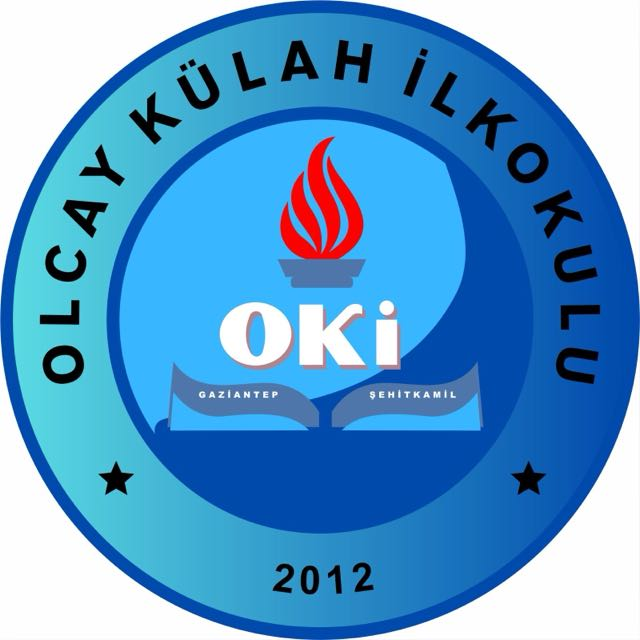 OLCAY KÜLAH İLKOKULU
OKİ
GAZİANTEP ŞEHİTKAMİL
2012